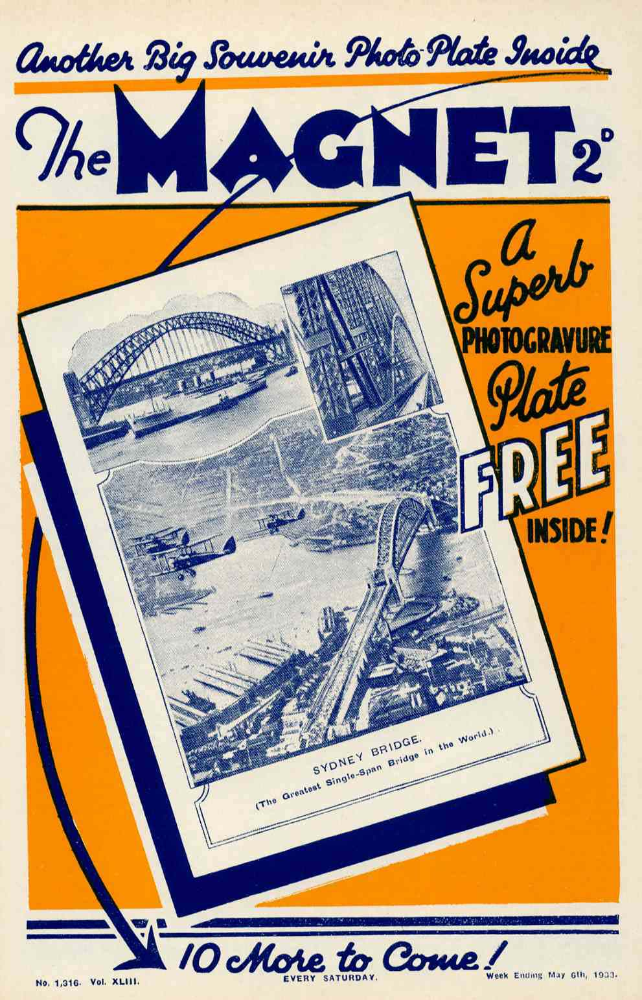 Another Big Souvenir Photo-Plate Inside
The MAGNET 2D
A
Superb
PHOTOGRAVURE
Plate
FREE
INSIDE!
SYDNEY BRIDGE.
(The Greatest Single-Span Bridge in the World.)
10 More to Come!
No. 1,316. Vol. XLIII.
EVERY SATURDAY.
Week Ending May 6th, 1933.